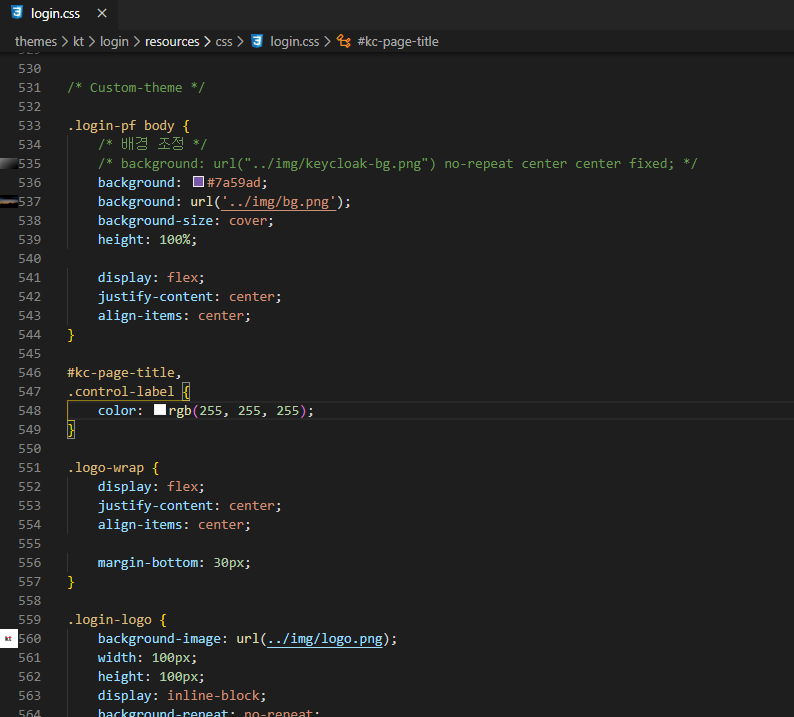 login.css ×
themes > kt > login > resources > css > login.css > #kc-page-title
529
530
531 /* Custom-theme */
532
533 .login-pf body {
534 /* 배경 조정 */
535 /* background: url("../img/keycloak-bg.png") no-repeat center center fixed; */
536 background: #7a59ad;
537 background: url('../img/bg.png');
538 background-size: cover;
539 height: 100%;
540
541 display: flex;
542 justify-content: center;
543 align-items: center;
544 }
545
546 #kc-page-title,
547 .control-label {
548 color: rgb(255, 255, 255);
549 }
550
551 .logo-wrap {
552 display: flex;
553 justify-content: center;
554 align-items: center;
555
556 margin-bottom: 30px;
557 }
558
559 .login-logo {
kt 560 background-image: url(../img/logo.png);
561 width: 100px;
562 height: 100px;
563 display: inline-block;
564 background-repeat: no-repeat;